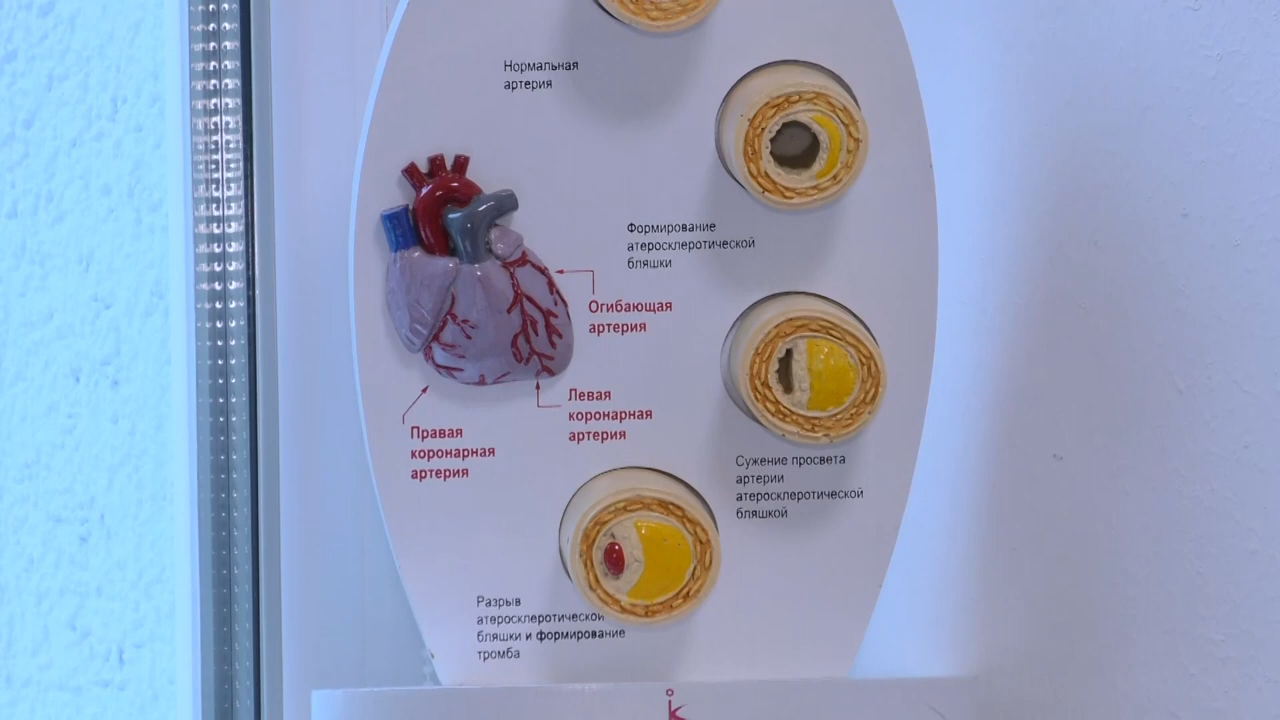 Нормальная
артерия
Формирование
атеросклеротической
бляшки
Огибающая
артерия
Левая
коронарная
артерия
Правая
коронарная
артерия
Сужение просвета
артерии
атеросклеротической
бляшкой
Разрыв
атеросклеротической
бляшки и формирование
тромба